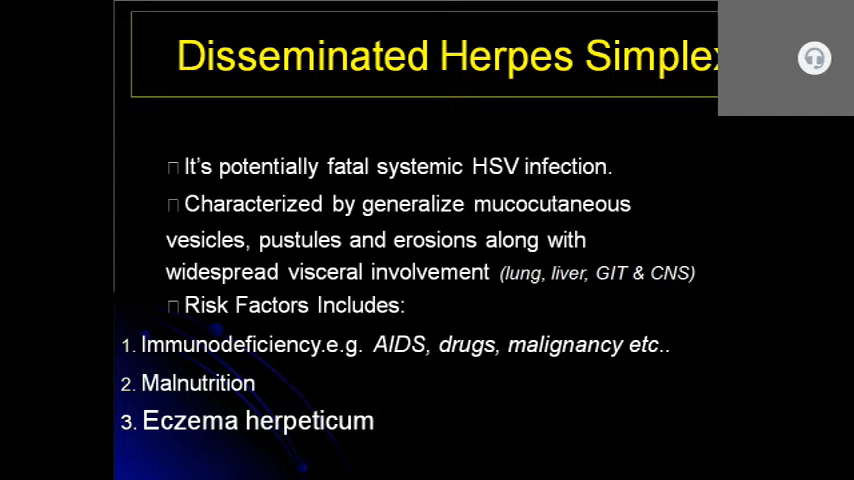 Disseminated Herpes Simplex
It's potentially fatal systemic HSV infection.
Characterized by generalize mucocutaneous
vesicles, pustules and erosions along with
widespread visceral involvement (lung, liver, GIT & CNS)
Risk Factors Includes:
1. Immunodeficiency.e.g. AIDS, drugs, malignancy etc..
2. Malnutrition
3. Eczema herpeticum